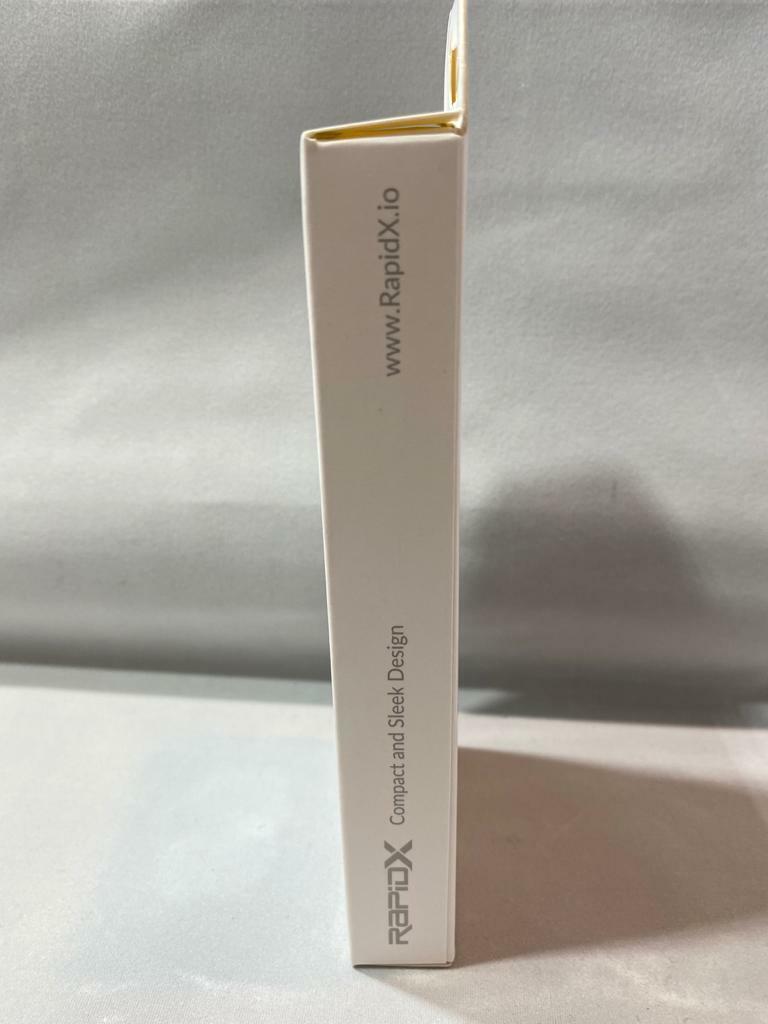 RAPIDX Compact and Sleek Design
www.RapidX.io